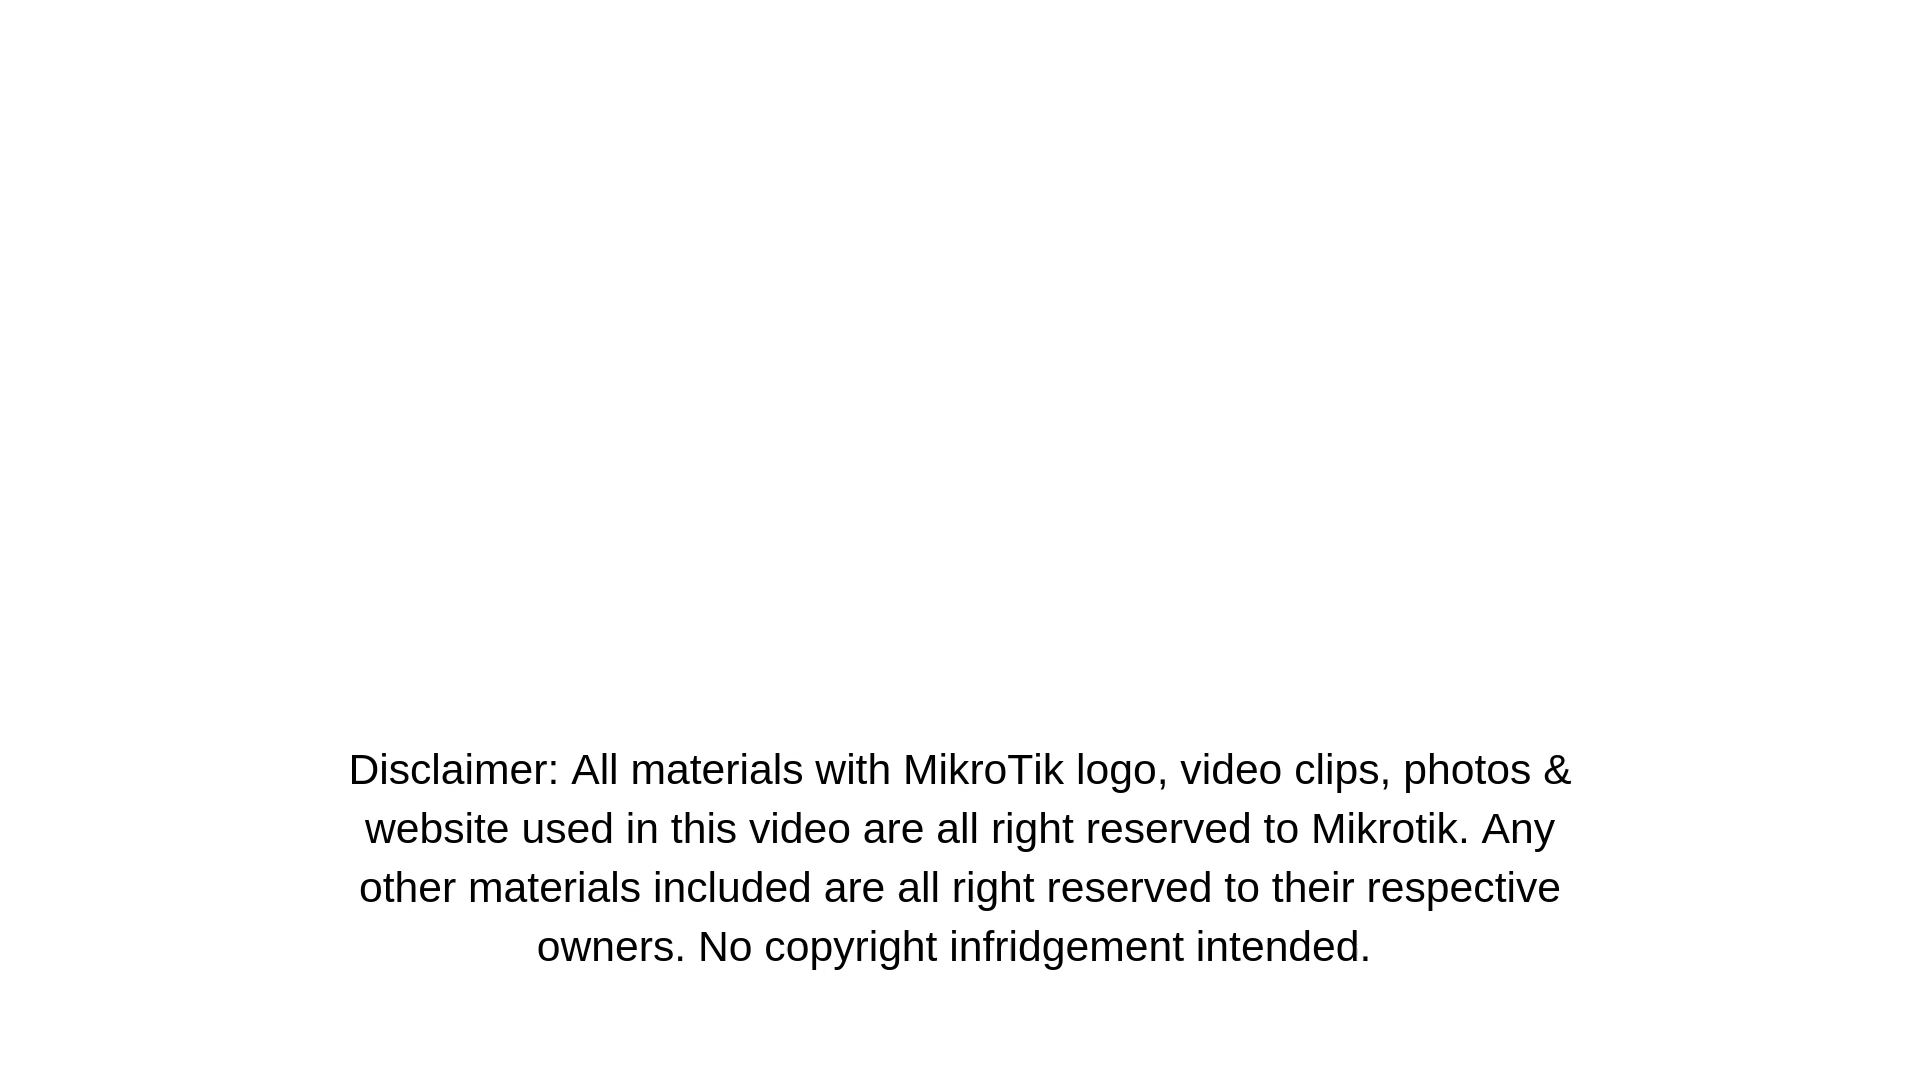 Disclaimer: All materials with MikroTik logo, video clips, photos &
website used in this video are all right reserved to Mikrotik. Any
other materials included are all right reserved to their respective
owners. No copyright infridgement intended.